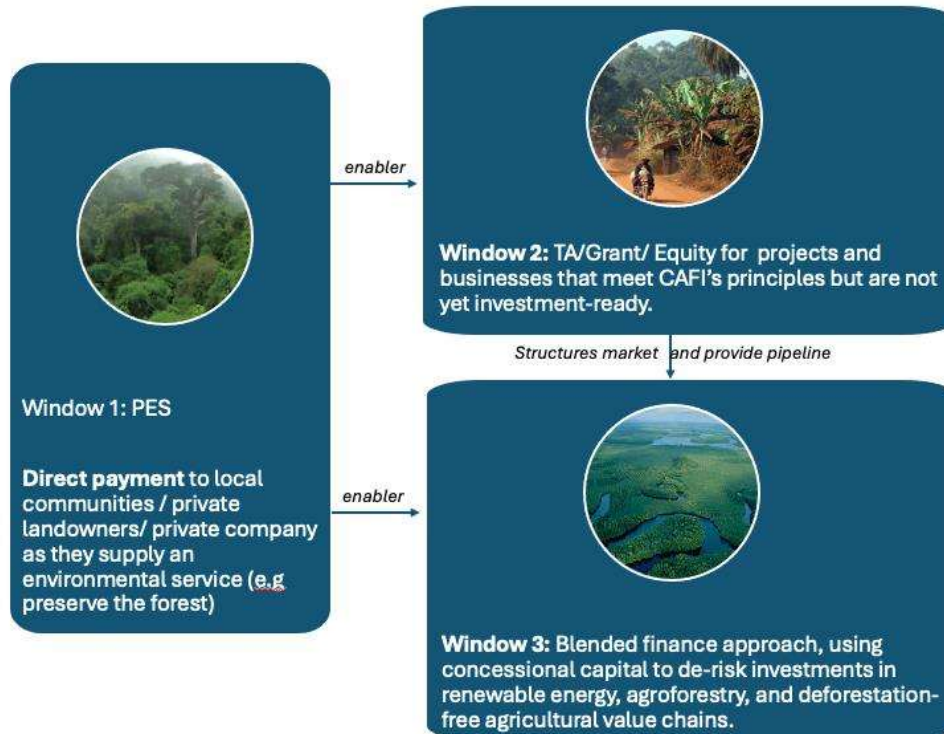 Window 1: PES
Direct payment to local
communities / private
landowners/ private company
as they supply an
environmental service (e.g
preserve the forest)
enabler
enabler
Window 2: TA/Grant/ Equity for projects and
businesses that meet CAFI's principles but are not
yet investment-ready.
Structures market and provide pipeline
Window 3: Blended finance approach, using
concessional capital to de-risk investments in
renewable energy, agroforestry, and deforestation-
free agricultural value chains.